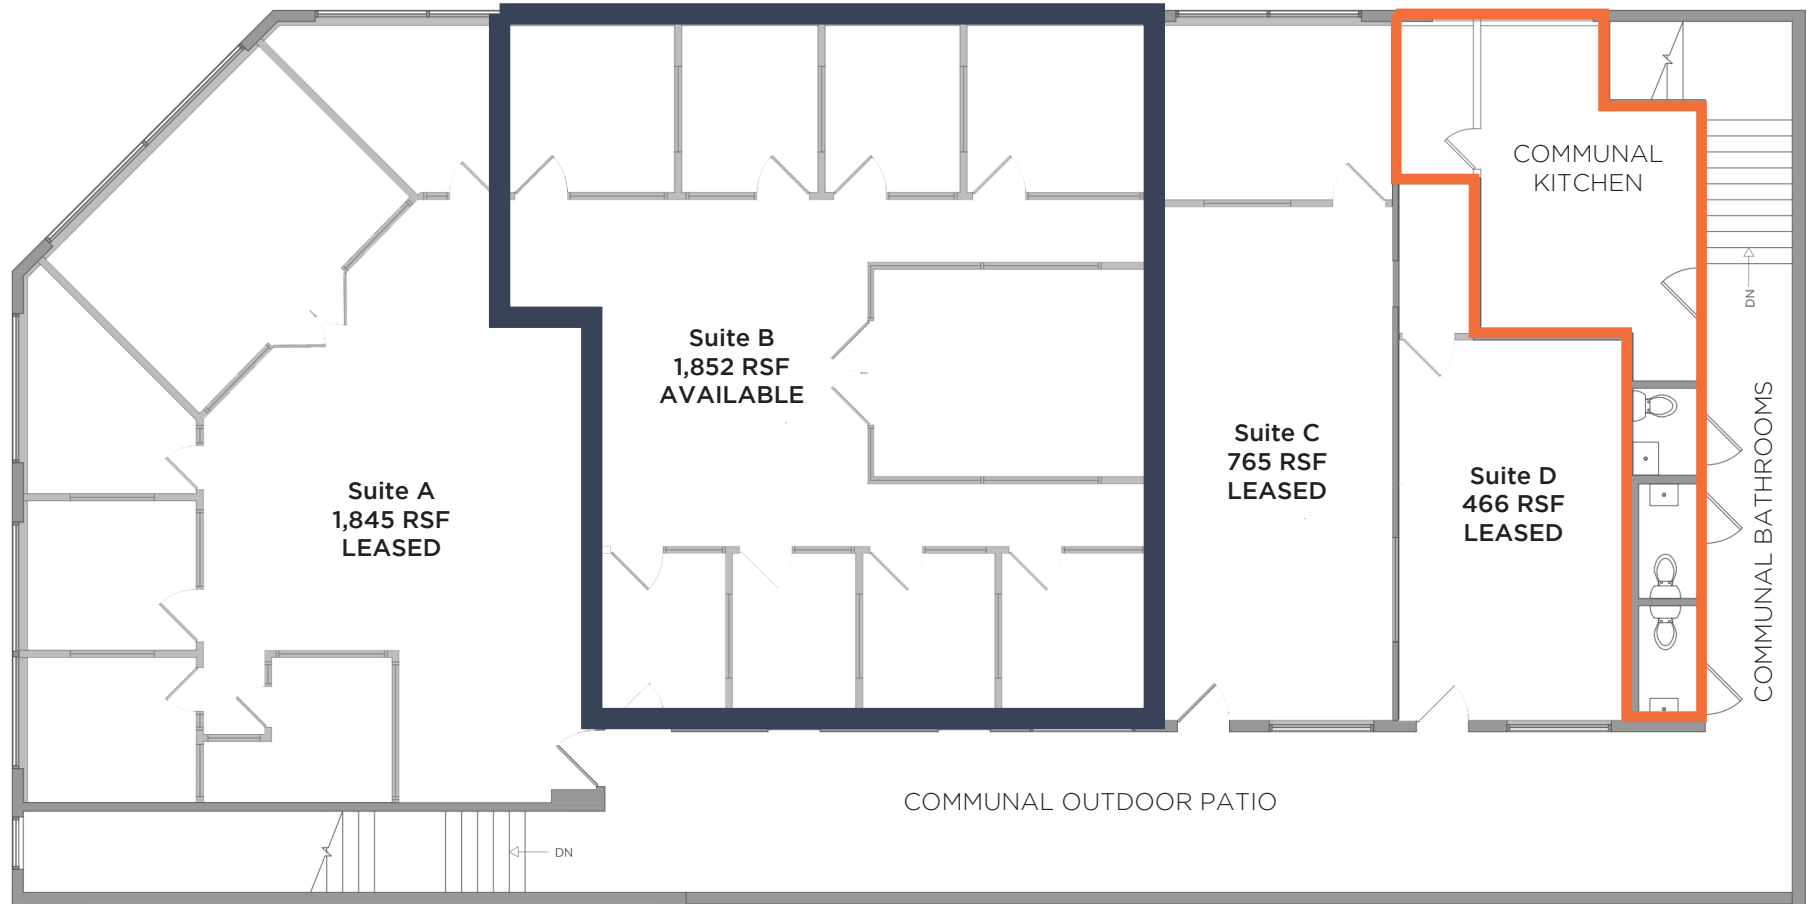 COMMUNAL
KITCHEN
DN
Suite B
1,852 RSF
AVAILABLE
Suite C
765 RSF
LEASED
Suite D
466 RSF
LEASED
Suite A
1,845 RSF
LEASED
COMMUNAL BATHROOMS
COMMUNAL OUTDOOR PATIO
DN